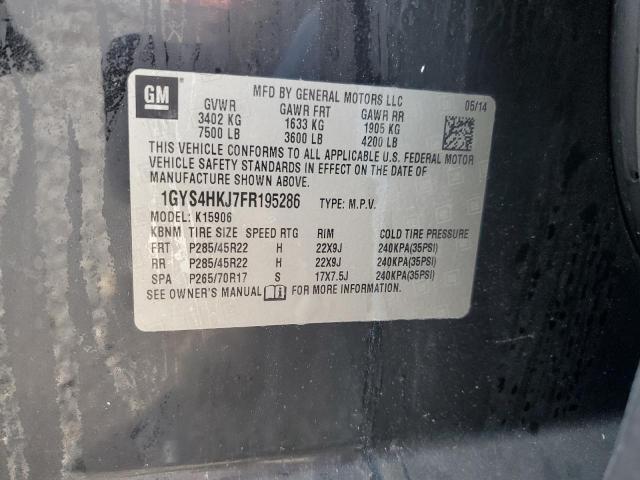 GM
MFD BY GENERAL MOTORS LLC 05/14
GVWR GAWR FRT GAWR RR
3402 KG 1633 KG 1905 KG
7500 LB 3600 LB 4200 LB
THIS VEHICLE CONFORMS TO ALL APPLICABLE U.S. FEDERAL MOTOR
VEHICLE SAFETY STANDARDS IN EFFECT ON THE DATE OF
MANUFACTURE SHOWN ABOVE.
1GYS4HKJ7FR195286 TYPE: M.P.V.
MODEL: K15906
KBNM TIRE SIZE SPEED RTG RIM COLD TIRE PRESSURE
FRT P285/45R22 H 22X9J 240KPA(35PSI)
RR P285/45R22 H 22X9J 240KPA(35PSI)
SPA P265/70R17 S 17X7.5J 240KPA(35PSI)
SEE OWNER'S MANUAL FOR MORE INFORMATION.